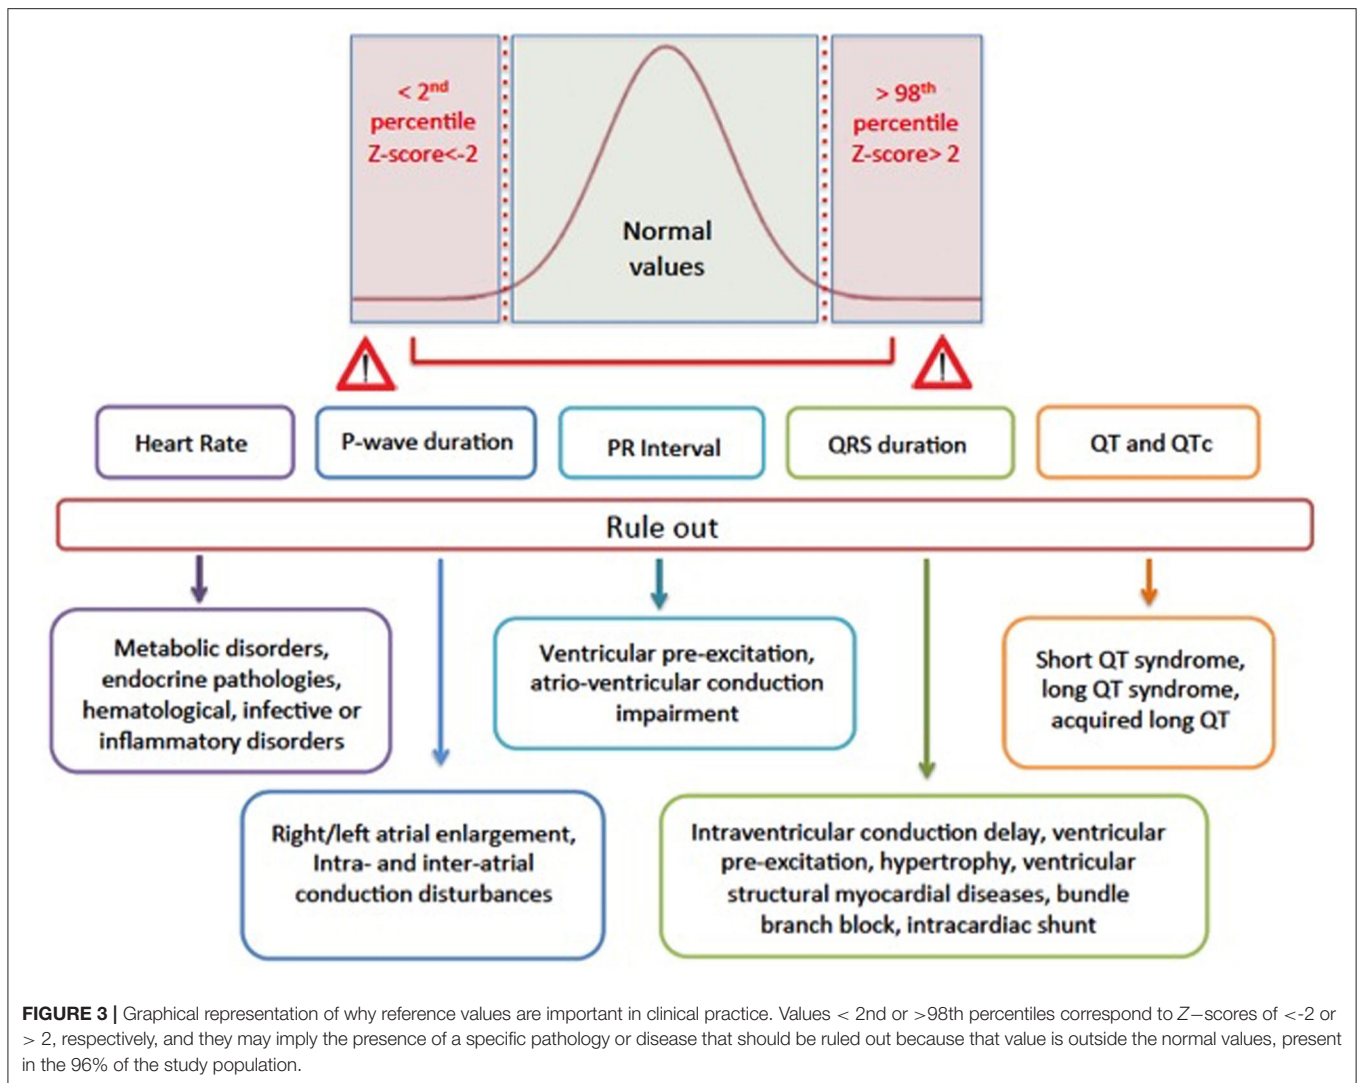 < 2nd
percentile
Z-score<-2
> 98th
percentile
Z-score> 2
Normal
values
Heart Rate
P-wave duration
PR Interval
QRS duration
QT and QTc
Rule out
Metabolic disorders,
endocrine pathologies,
hematological, infective or
inflammatory disorders
Ventricular pre-excitation,
atrio-ventricular conduction
impairment
Short QT syndrome,
long QT syndrome,
acquired long QT
Right/left atrial enlargement,
Intra- and inter-atrial
conduction disturbances
Intraventricular conduction delay, ventricular
pre-excitation, hypertrophy, ventricular
structural myocardial diseases, bundle
branch block, intracardiac shunt
FIGURE 3 | Graphical representation of why reference values are important in clinical practice. Values < 2nd or >98th percentiles correspond to Z−scores of <-2 or
> 2, respectively, and they may imply the presence of a specific pathology or disease that should be ruled out because that value is outside the normal values, present
in the 96% of the study population.